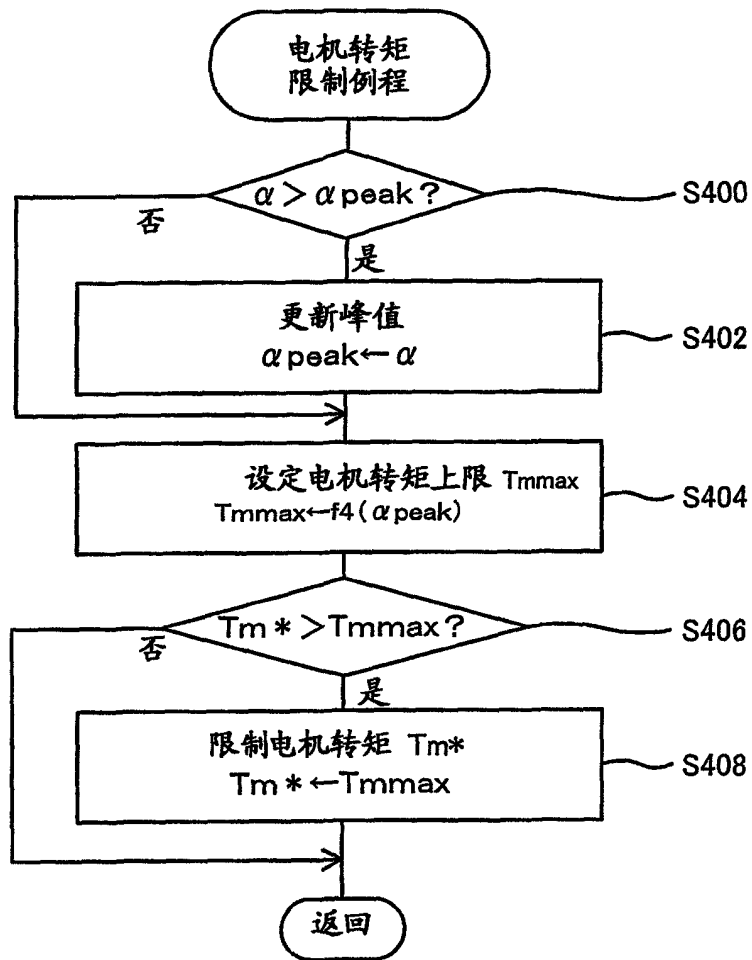 电机转矩
限制例程
α＞αpeak？
S400
否
是
更新峰值
αpeak←α
S402
设定电机转矩上限 Tmmax
Tmmax←f4(αpeak)
S404
Tm*＞Tmmax？
S406
否
是
限制电机转矩 Tm*
Tm*←Tmmax
S408
返回